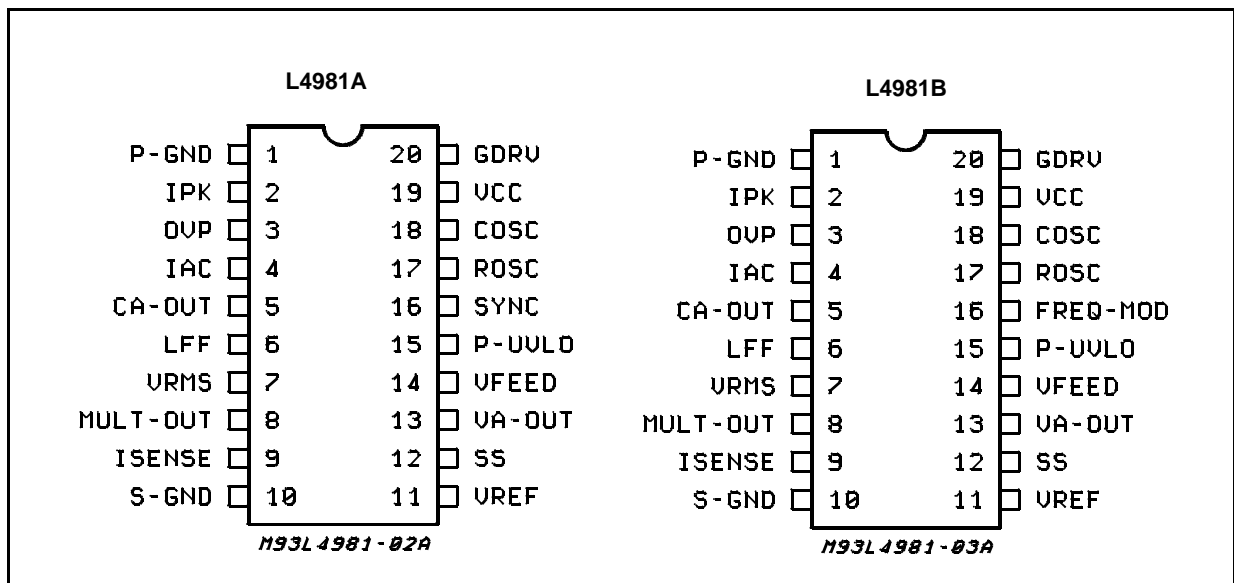 L4981A
P-GND 1 20 GDRV
IPK 2 19 VCC
OVP 3 18 COSC
IAC 4 17 ROSC
CA-OUT 5 16 SYNC
LFF 6 15 P-UVLO
VRMS 7 14 VFEED
MULT-OUT 8 13 VA-OUT
ISENSE 9 12 SS
S-GND 10 11 VREF
M93L4981-02A
L4981B
P-GND 1 20 GDRV
IPK 2 19 VCC
OVP 3 18 COSC
IAC 4 17 ROSC
CA-OUT 5 16 FREQ-MOD
LFF 6 15 P-UVLO
VRMS 7 14 VFEED
MULT-OUT 8 13 VA-OUT
ISENSE 9 12 SS
S-GND 10 11 VREF
M93L4981-03A